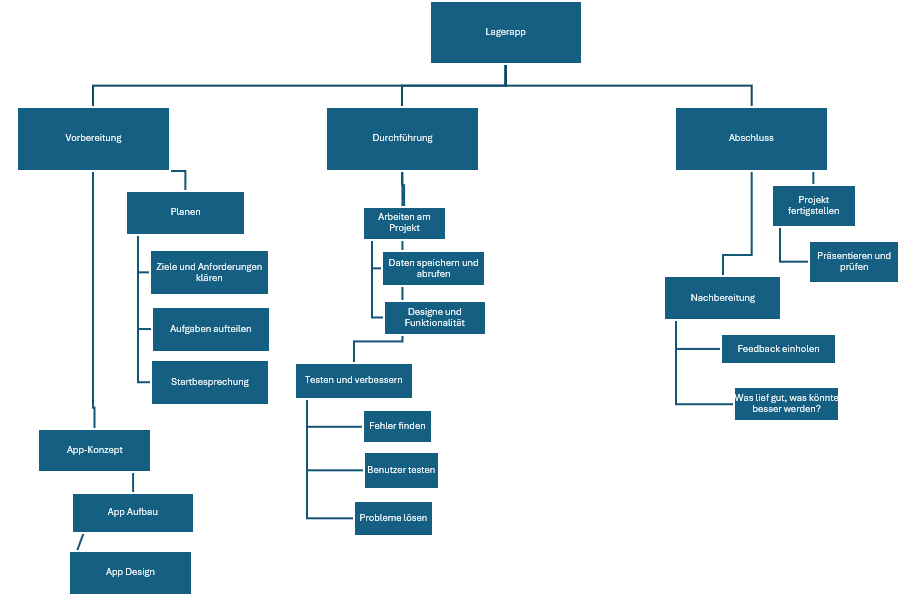 Lagerapp
Vorbereitung
Durchführung
Abschluss
Planen
Ziele und Anforderungen
klären
Aufgaben aufteilen
Startbesprechung
App-Konzept
App Aufbau
App Design
Arbeiten am
Projekt
Daten speichern und
abrufen
Designe und
Funktionalität
Testen und verbessern
Fehler finden
Benutzer testen
Probleme lösen
Projekt
fertigstellen
Präsentieren und
prüfen
Nachbereitung
Feedback einholen
Was lief gut, was könnte
besser werden?